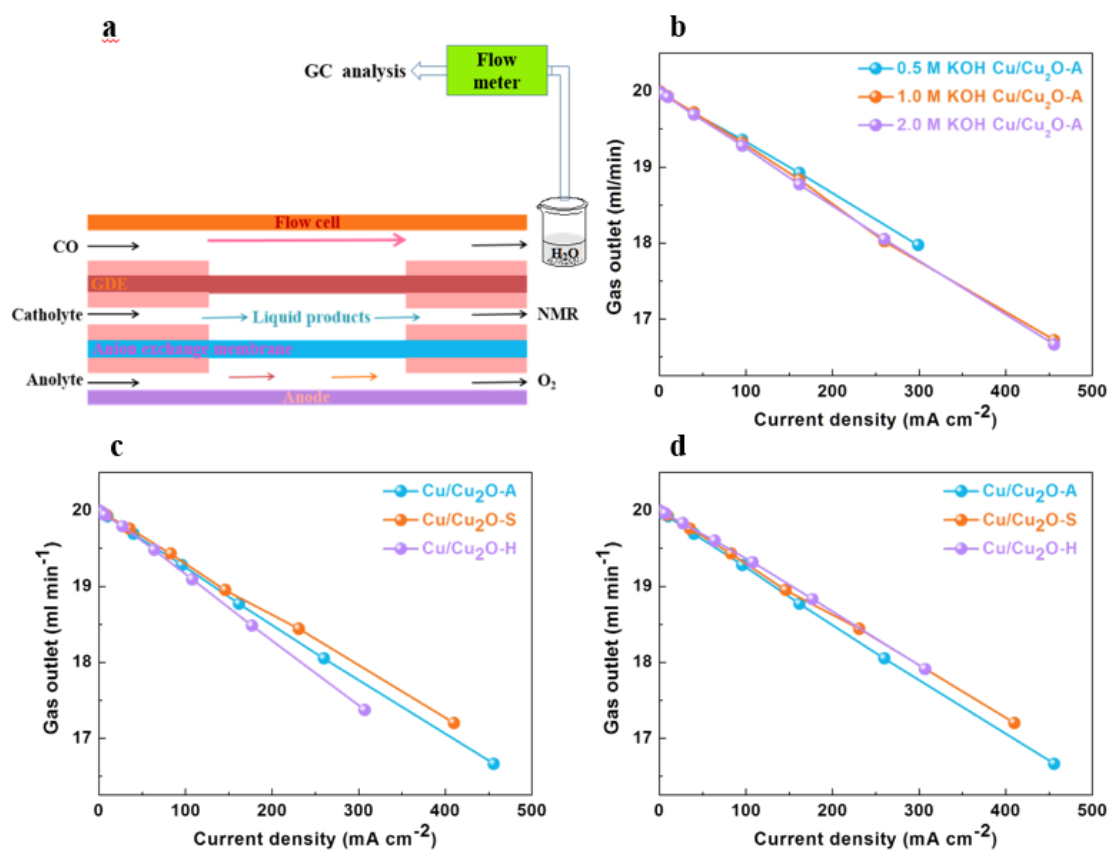 a
GC analysis
Flow
meter
Flow cell
CO
H₂O
GDE
Catholyte
Liquid products
NMR
Anion exchange membrane
Anolyte
O₂
Anode
b
0.5 M KOH Cu/Cu₂O-A
1.0 M KOH Cu/Cu₂O-A
2.0 M KOH Cu/Cu₂O-A
Gas outlet (ml/min)
20
19
18
17
0 100 200 300 400 500
Current density (mA cm⁻²)
c
Cu/Cu₂O-A
Cu/Cu₂O-S
Cu/Cu₂O-H
Gas outlet (ml min⁻¹)
20
19
18
17
0 100 200 300 400 500
Current density (mA cm⁻²)
d
Cu/Cu₂O-A
Cu/Cu₂O-S
Cu/Cu₂O-H
Gas outlet (ml min⁻¹)
20
19
18
17
0 100 200 300 400 500
Current density (mA cm⁻²)